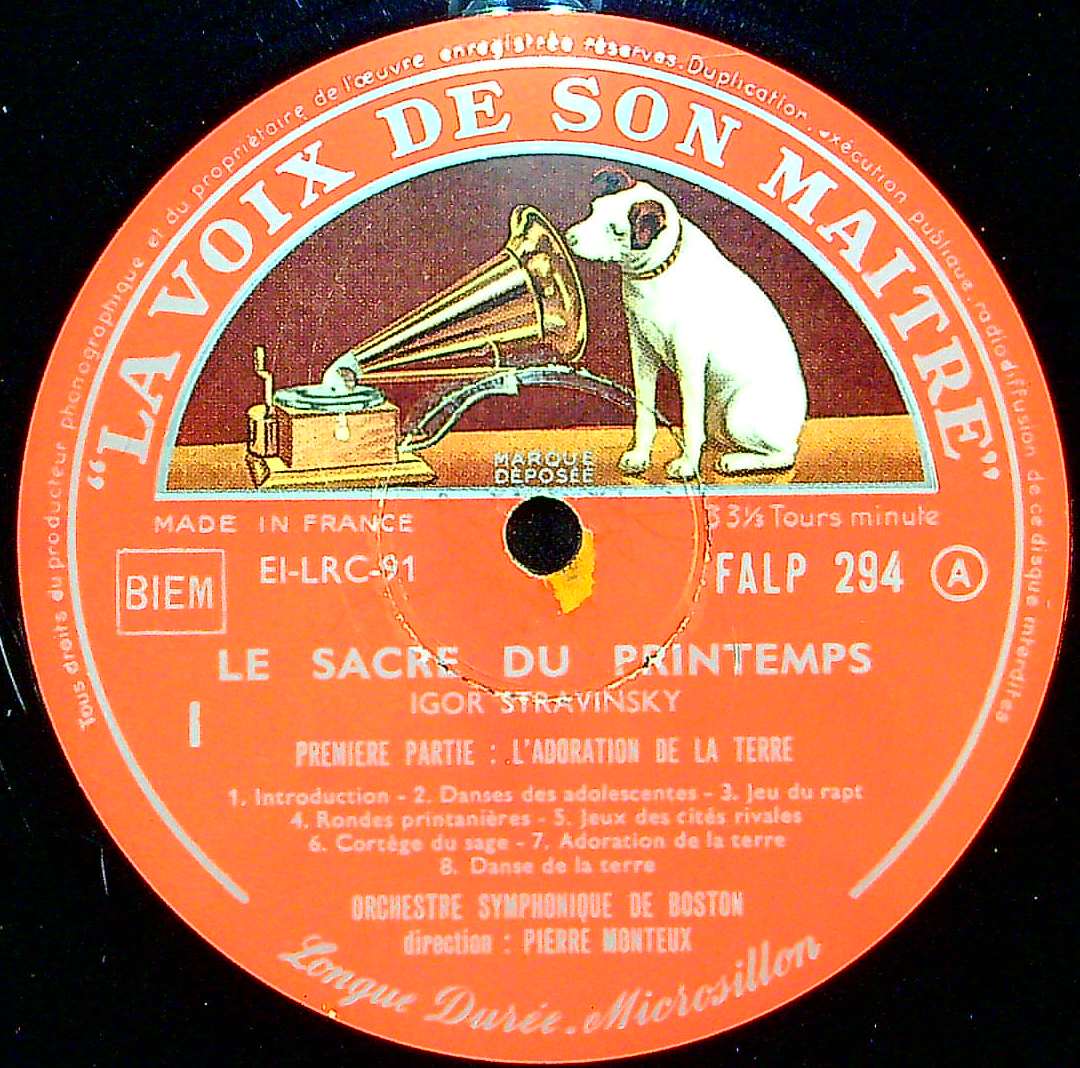 Tous droits du producteur phonographique et du propriétaire de l'œuvre enregistrée réservés. Duplication. exécution publique. radiodiffusion de ce disque interdites
"LA VOIX DE SON MAITRE"
MARQUE
DÉPOSÉE
MADE IN FRANCE
33⅓ Tours minute
BIEM
EI-LRC-91
FALP 294
A
LE SACRE DU PRINTEMPS
IGOR STRAVINSKY
I
PREMIERE PARTIE : L'ADORATION DE LA TERRE
1. Introduction - 2. Danses des adolescentes - 3. Jeu du rapt
4. Rondes printanières - 5. Jeux des cités rivales
6. Cortège du sage - 7. Adoration de la terre
8. Danse de la terre
ORCHESTRE SYMPHONIQUE DE BOSTON
direction : PIERRE MONTEUX
Longue Durée. Microsillon